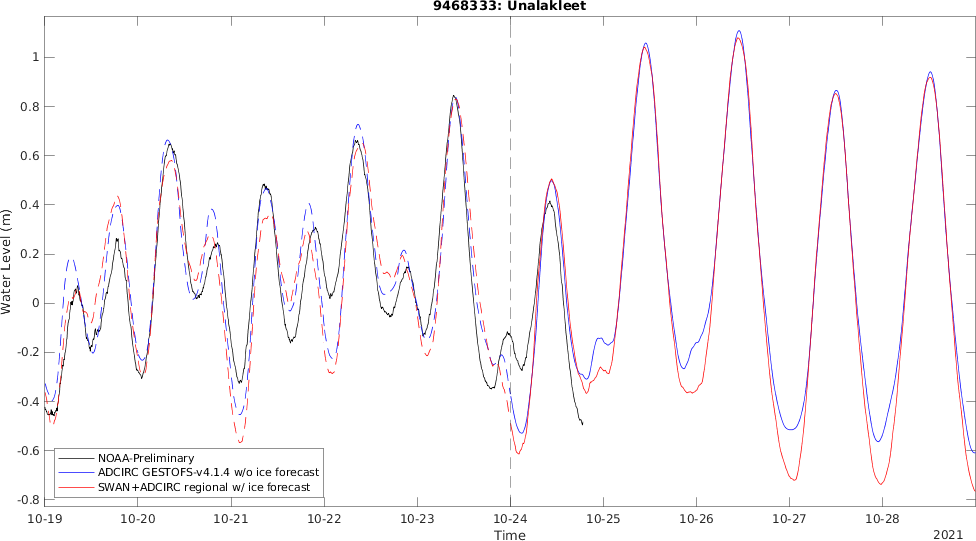 9468333: Unalakleet
Water Level (m)
1
0.8
0.6
0.4
0.2
0
-0.2
-0.4
-0.6
-0.8
NOAA-Preliminary
ADCIRC GESTOFS-v4.1.4 w/o ice forecast
SWAN+ADCIRC regional w/ ice forecast
10-19 10-20 10-21 10-22 10-23 10-24 10-25 10-26 10-27 10-28
Time
2021